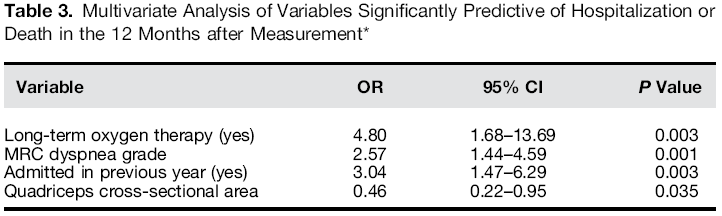 Table 3. Multivariate Analysis of Variables Significantly Predictive of Hospitalization or
Death in the 12 Months after Measurement*
Variable OR 95% CI P Value
Long-term oxygen therapy (yes) 4.80 1.68–13.69 0.003
MRC dyspnea grade 2.57 1.44–4.59 0.001
Admitted in previous year (yes) 3.04 1.47–6.29 0.003
Quadriceps cross-sectional area 0.46 0.22–0.95 0.035